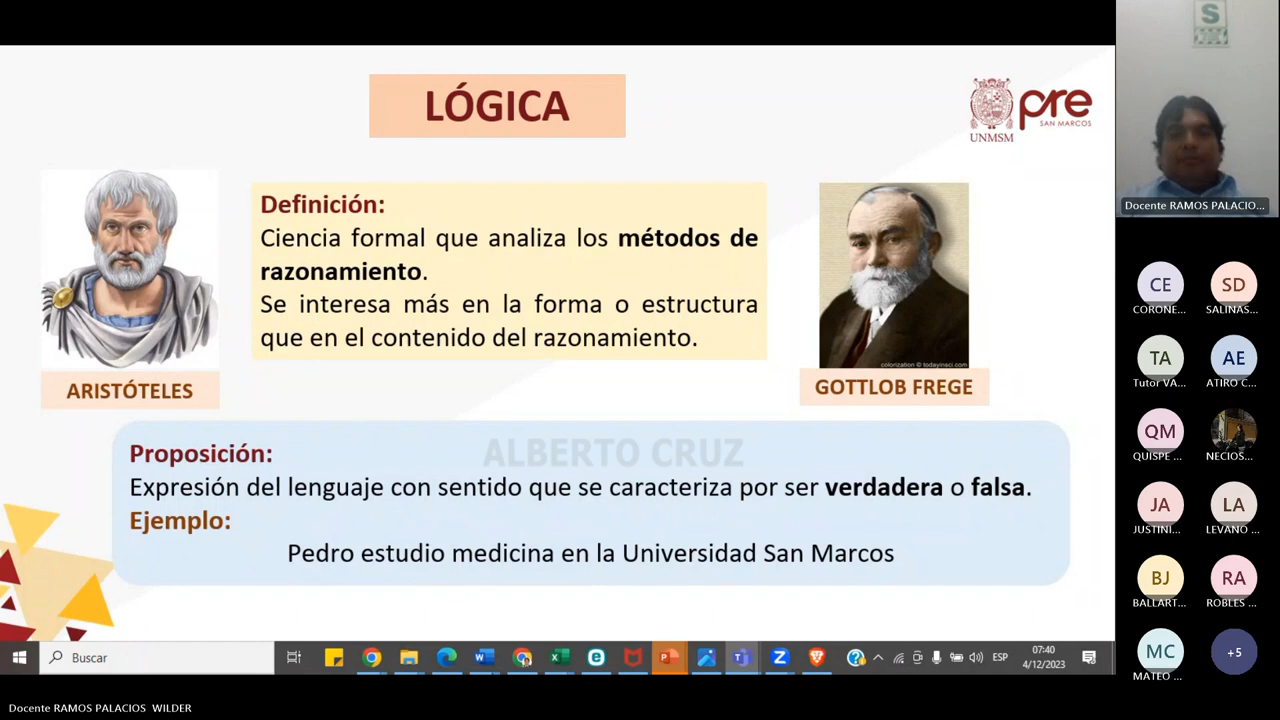 LÓGICA
UNMSM
pre
SAN MARCOS
S
Definición:
Ciencia formal que analiza los métodos de
razonamiento.
Se interesa más en la forma o estructura
que en el contenido del razonamiento.
colorization © todayinsci.com
ARISTÓTELES
GOTTLOB FREGE
ALBERTO CRUZ
Proposición:
Expresión del lenguaje con sentido que se caracteriza por ser verdadera o falsa.
Ejemplo:
Pedro estudio medicina en la Universidad San Marcos
Docente RAMOS PALACIO...
CE
SD
CORONE...
SALINAS...
TA
AE
Tutor VA...
ATIRO C...
QM
QUISPE ...
NECIOS...
JA
LA
JUSTINI...
LEVANO ...
BJ
RA
BALLART...
ROBLES ...
MC
+5
MATEO ...
Buscar
ESP
07:40
4/12/2023
Docente RAMOS PALACIOS WILDER